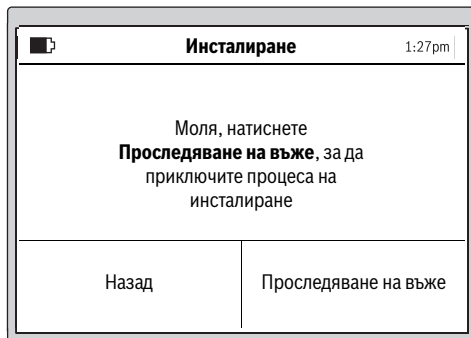 Инсталиране 1:27pm
Моля, натиснете
Проследяване на въже, за да
приключите процеса на
инсталиране
Назад Проследяване на въже